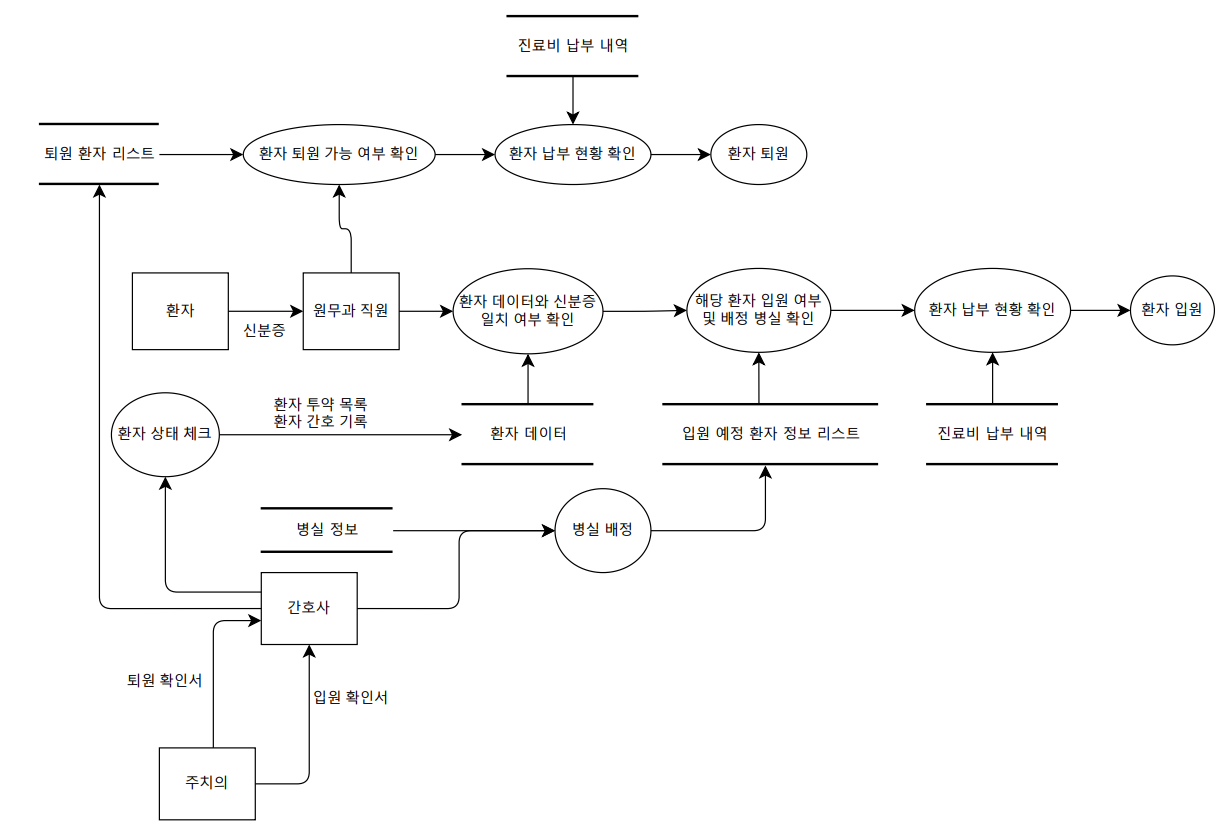 진료비 납부 내역
퇴원 환자 리스트
환자 퇴원 가능 여부 확인
환자 납부 현황 확인
환자 퇴원
환자
신분증
원무과 직원
환자 데이터와 신분증
일치 여부 확인
해당 환자 입원 여부
및 배정 병실 확인
환자 납부 현황 확인
환자 입원
환자 상태 체크
환자 투약 목록
환자 간호 기록
환자 데이터
입원 예정 환자 정보 리스트
진료비 납부 내역
병실 정보
병실 배정
간호사
퇴원 확인서
입원 확인서
주치의